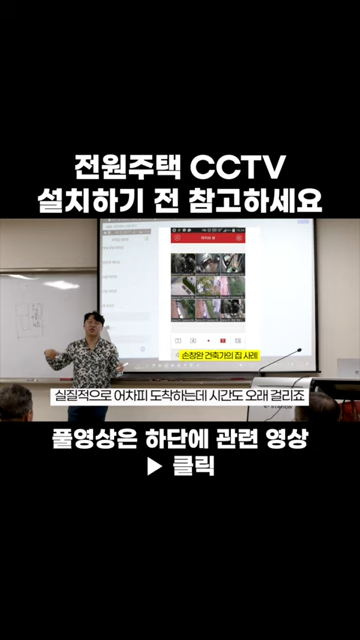 전원주택 CCTV
설치하기 전 참고하세요
손창완 건축가의 집 사례
실질적으로 어차피 도착하는데 시간도 오래 걸리죠
풀영상은 하단에 관련 영상
▶ 클릭